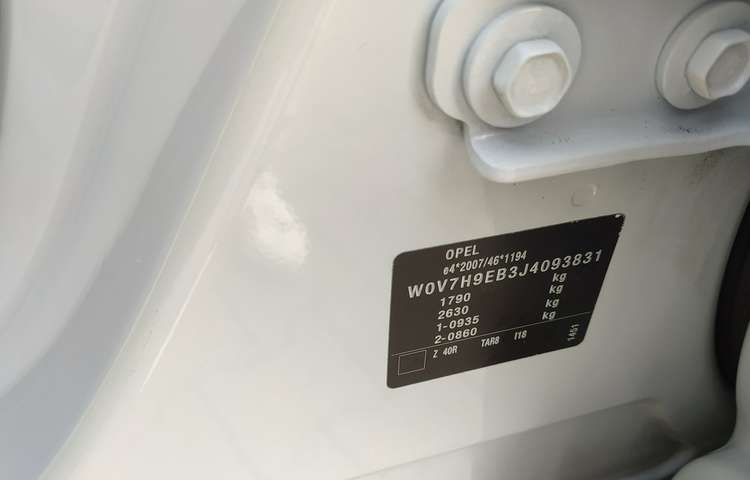 OPEL
e4*2007/46*1194
W0V7H9EB3J4093831
1790 kg
2630 kg
1-0935 kg
2-0860 kg
Z 40R TAR8 I18
1491